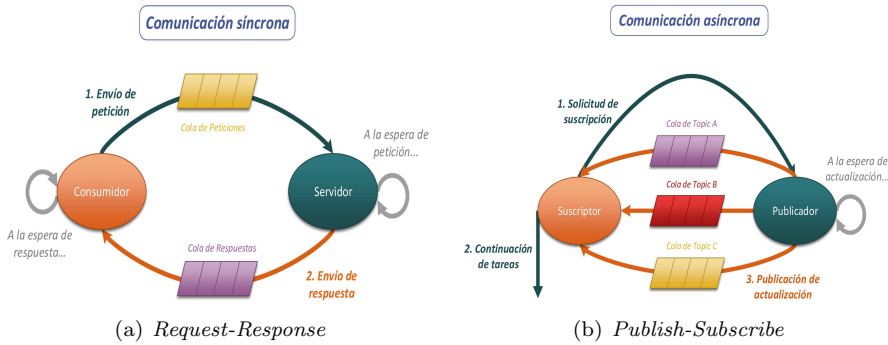 Comunicación síncrona
1. Envío de
petición
Cola de Peticiones
A la espera de
petición...
Consumidor
Servidor
A la espera de
respuesta...
Cola de Respuestas
2. Envío de
respuesta
(a) Request-Response
Comunicación asíncrona
1. Solicitud de
suscripción
Cola de Topic A
A la espera de
actualización...
Suscriptor
Cola de Topic B
Publicador
2. Continuación
de tareas
Cola de Topic C
3. Publicación de
actualización
(b) Publish-Subscribe